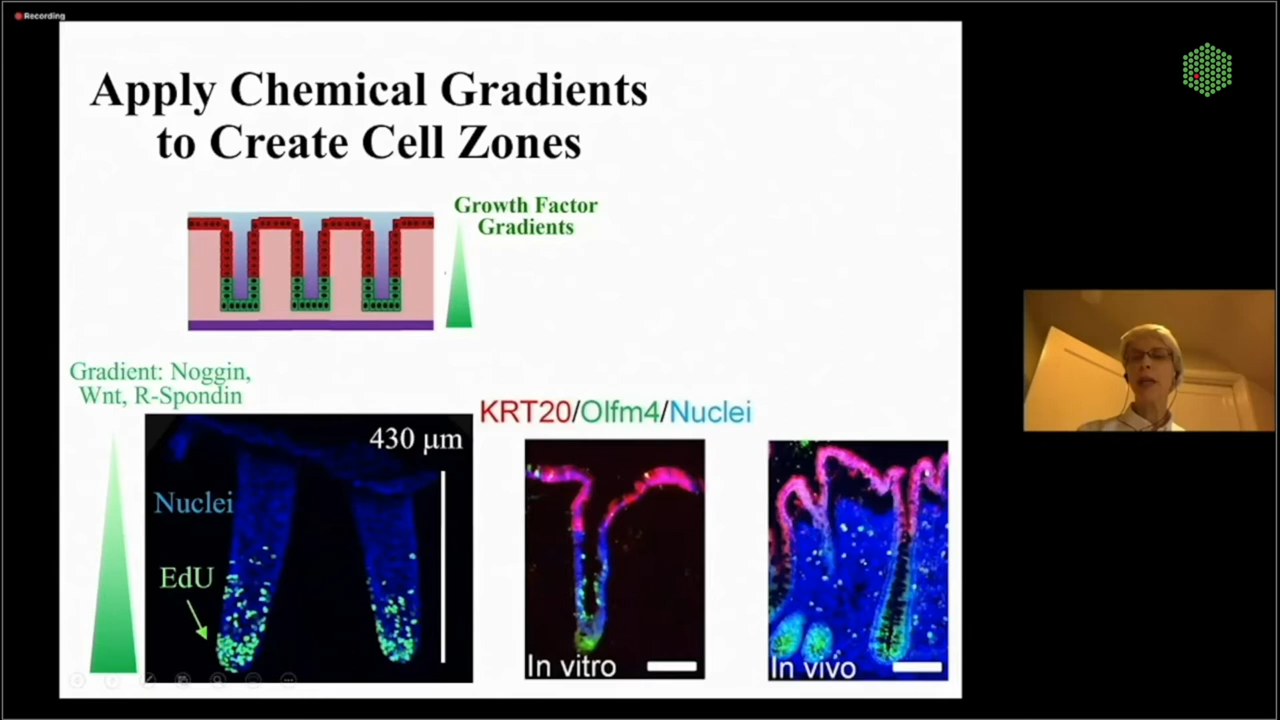 Recording
Apply Chemical Gradients
to Create Cell Zones
Growth Factor
Gradients
Gradient: Noggin,
Wnt, R-Spondin
430 µm
Nuclei
EdU
KRT20/Olfm4/Nuclei
In vitro
In vivo